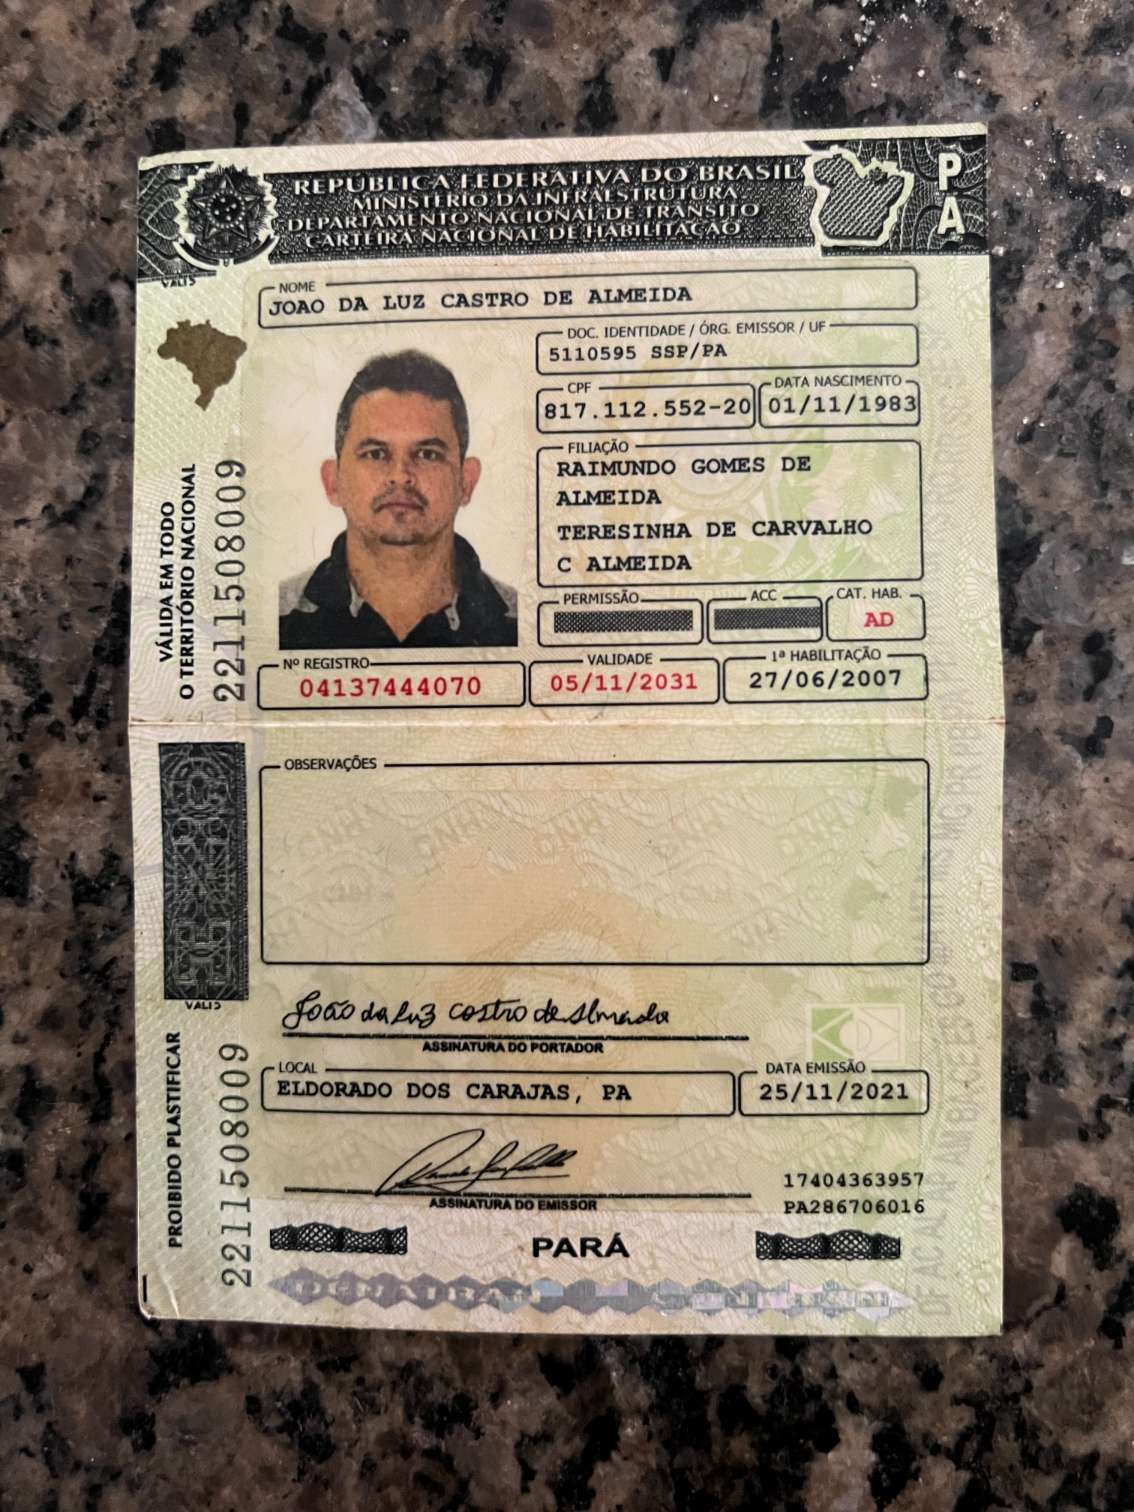 REPÚBLICA FEDERATIVA DO BRASIL
MINISTÉRIO DA INFRAESTRUTURA
DEPARTAMENTO NACIONAL DE TRÂNSITO
CARTEIRA NACIONAL DE HABILITAÇÃO
PA
NOME
JOAO DA LUZ CASTRO DE ALMEIDA
DOC. IDENTIDADE / ÓRG. EMISSOR / UF
5110595 SSP/PA
CPF
817.112.552-20
DATA NASCIMENTO
01/11/1983
FILIAÇÃO
RAIMUNDO GOMES DE
ALMEIDA
TERESINHA DE CARVALHO
C ALMEIDA
PERMISSÃO
ACC
CAT. HAB.
AD
Nº REGISTRO
04137444070
VALIDADE
05/11/2031
1ª HABILITAÇÃO
27/06/2007
VÁLIDA EM TODO
O TERRITÓRIO NACIONAL
2211508009
OBSERVAÇÕES
João da Luz Castro de Almeida
ASSINATURA DO PORTADOR
LOCAL
ELDORADO DOS CARAJAS, PA
DATA EMISSÃO
25/11/2021
ASSINATURA DO EMISSOR
17404363957
PA286706016
PARÁ
PROIBIDO PLASTIFICAR
2211508009